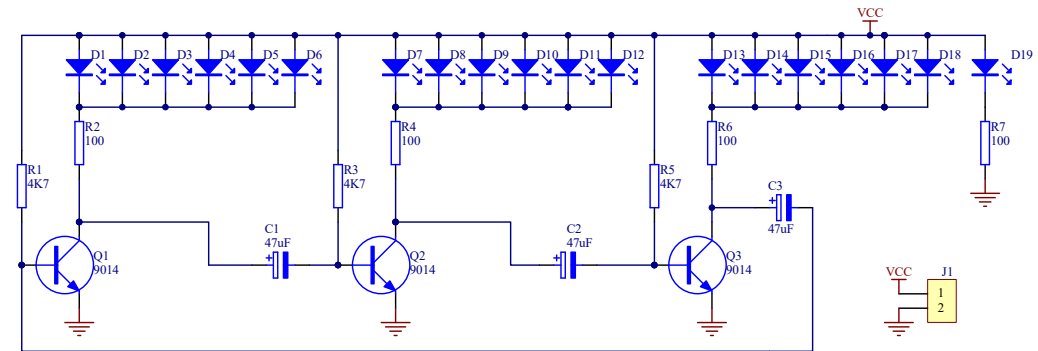 VCC
D1 D2 D3 D4 D5 D6 D7 D8 D9 D10 D11 D12 D13 D14 D15 D16 D17 D18 D19
R2
100
R4
100
R6
100
R7
100
R1
4K7
R3
4K7
R5
4K7
C3
+
47uF
C1
47uF
+
C2
47uF
+
Q1
9014
Q2
9014
Q3
9014
VCC
J1
1
2